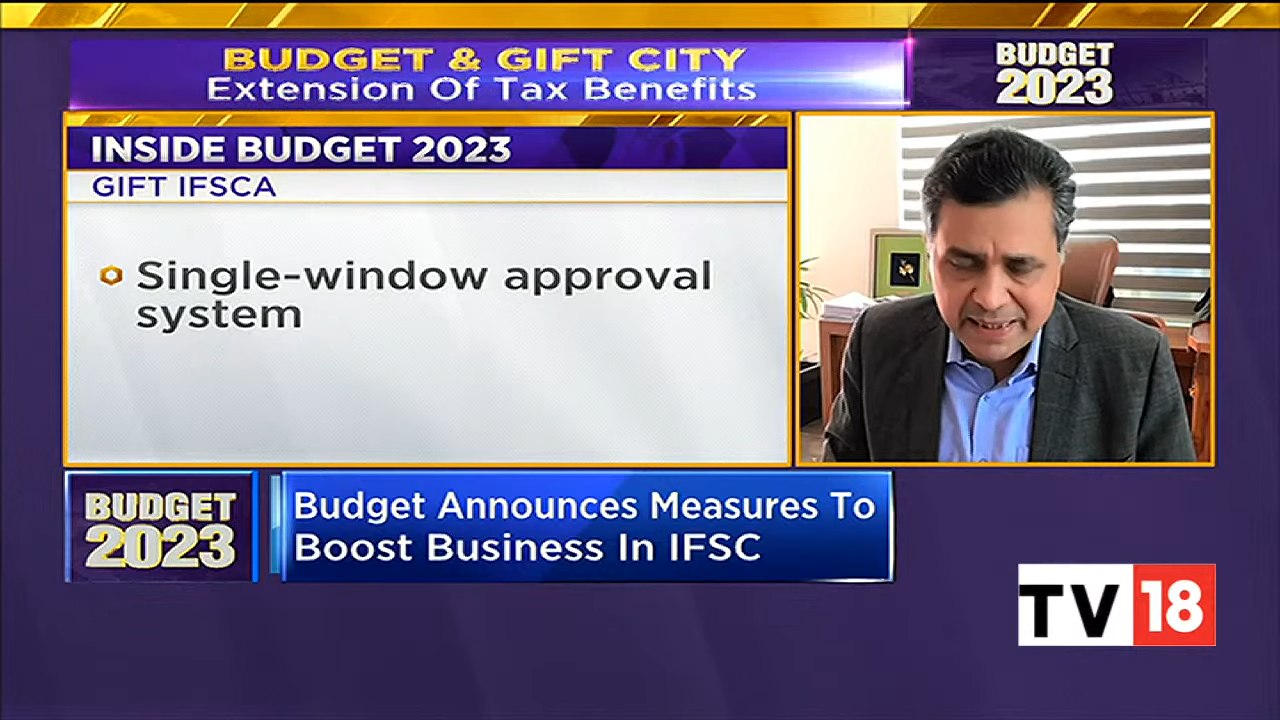 BUDGET & GIFT CITY
Extension Of Tax Benefits
BUDGET
2023
INSIDE BUDGET 2023
GIFT IFSCA
Single-window approval
system
BUDGET
2023
Budget Announces Measures To
Boost Business In IFSC
TV18